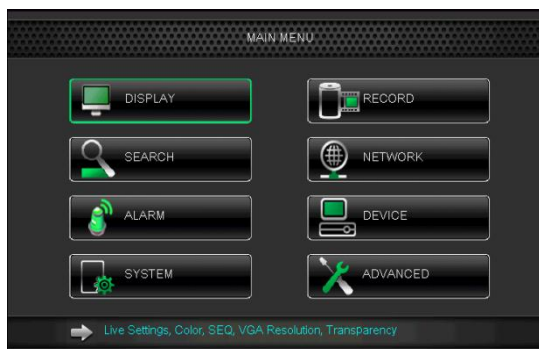 MAIN MENU
DISPLAY
RECORD
SEARCH
NETWORK
ALARM
DEVICE
SYSTEM
ADVANCED
Live Settings, Color, SEQ, VGA Resolution, Transparency